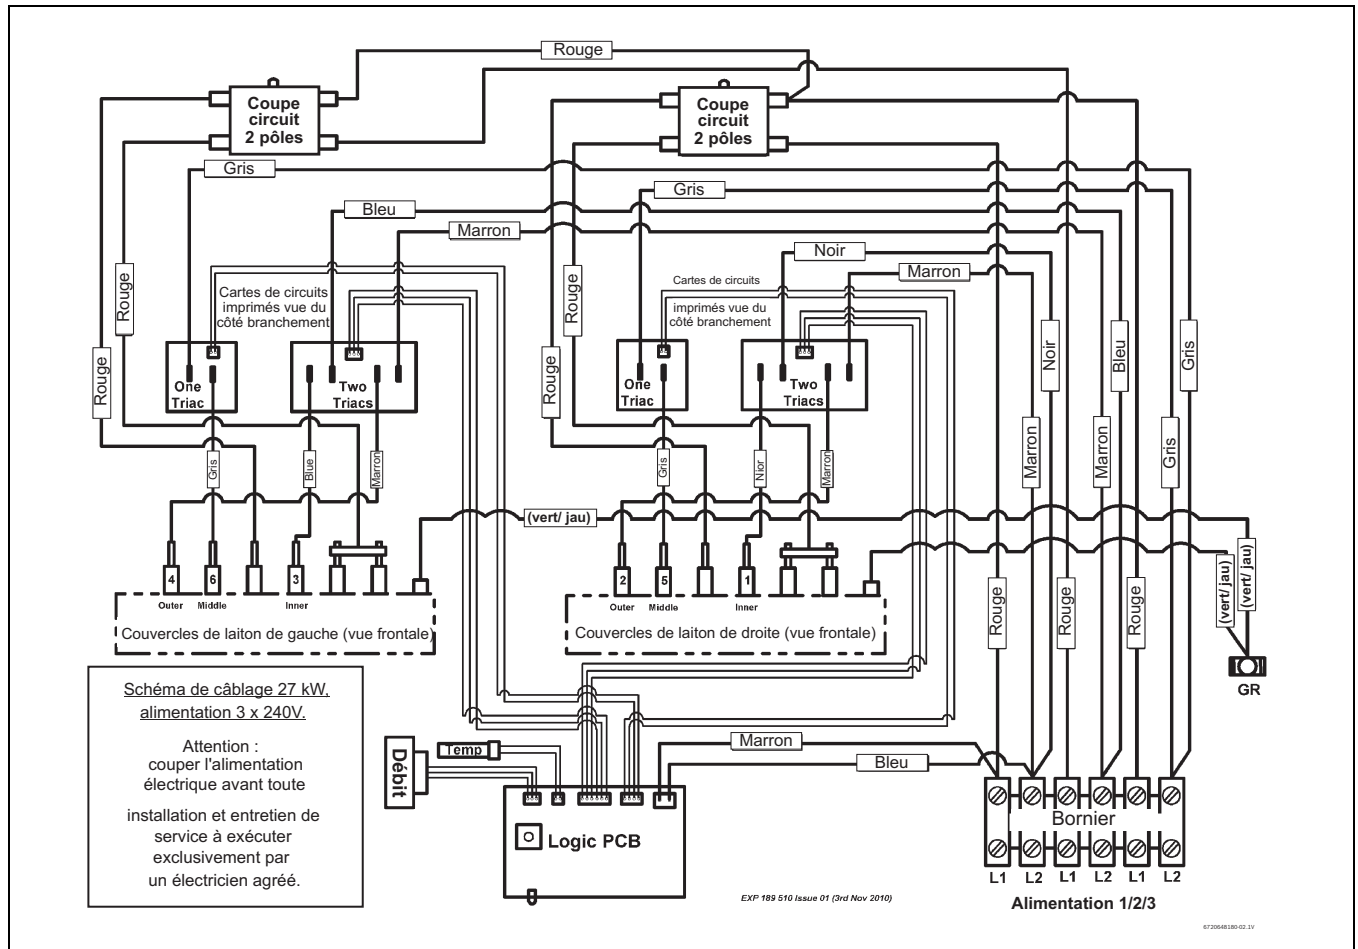 Rouge
Coupe
circuit
2 pôles
Coupe
circuit
2 pôles
Gris
Gris
Bleu
Marron
Noir
Marron
Rouge
Rouge
Rouge
Rouge
Cartes de circuits
imprimés vue du
côté branchement
Cartes de circuits
imprimés vue du
côté branchement
One
Triac
Two
Triacs
One
Triac
Two
Triacs
Noir
Bleu
Gris
Marron
Marron
Gris
Gris
Blue
Marron
Gris
Nior
Marron
(vert/ jau)
(vert/ jau)
(vert/ jau)
4
6
3
2
5
1
Outer
Middle
Inner
Outer
Middle
Inner
Couvercles de laiton de gauche (vue frontale)
Couvercles de laiton de droite (vue frontale)
Rouge
Rouge
Rouge
GR
Schéma de câblage 27 kW,
alimentation 3 x 240V.
Attention :
couper l'alimentation
électrique avant toute
installation et entretien de
service à exécuter
exclusivement par
un électricien agréé.
Débit
Temp
Marron
Bleu
Logic PCB
Bornier
L1 L2 L1 L2 L1 L2
Alimentation 1/2/3
EXP 189 510 Issue 01 (3rd Nov 2010)
6720648180-02.1V